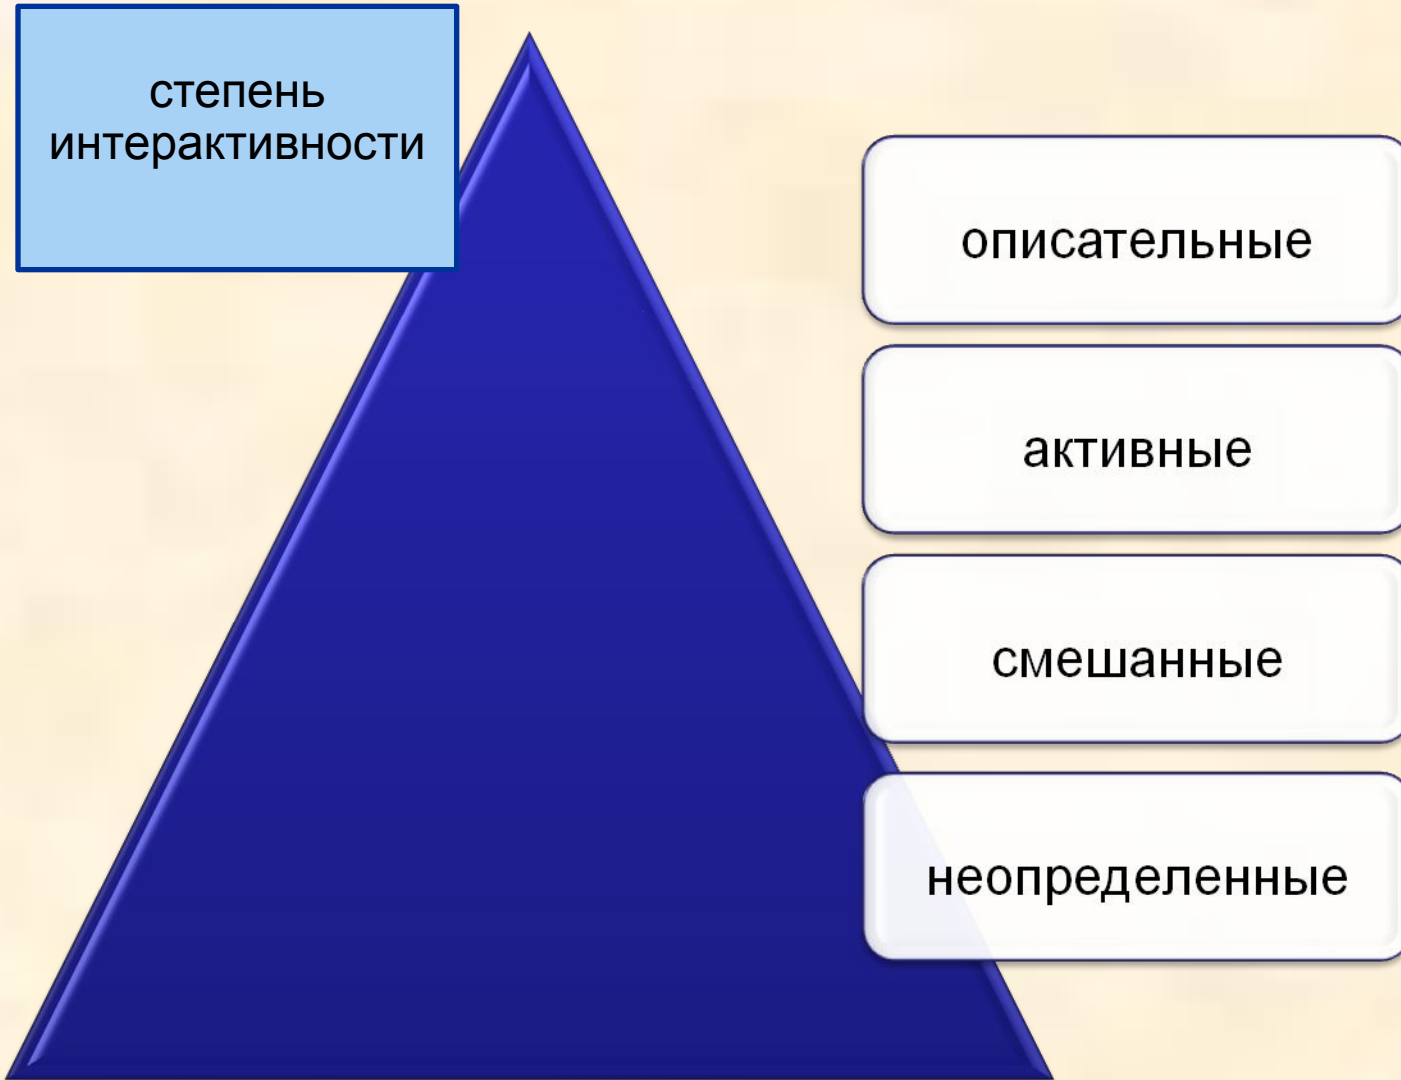 степень
интерактивности
описательные
активные
смешанные
неопределенные